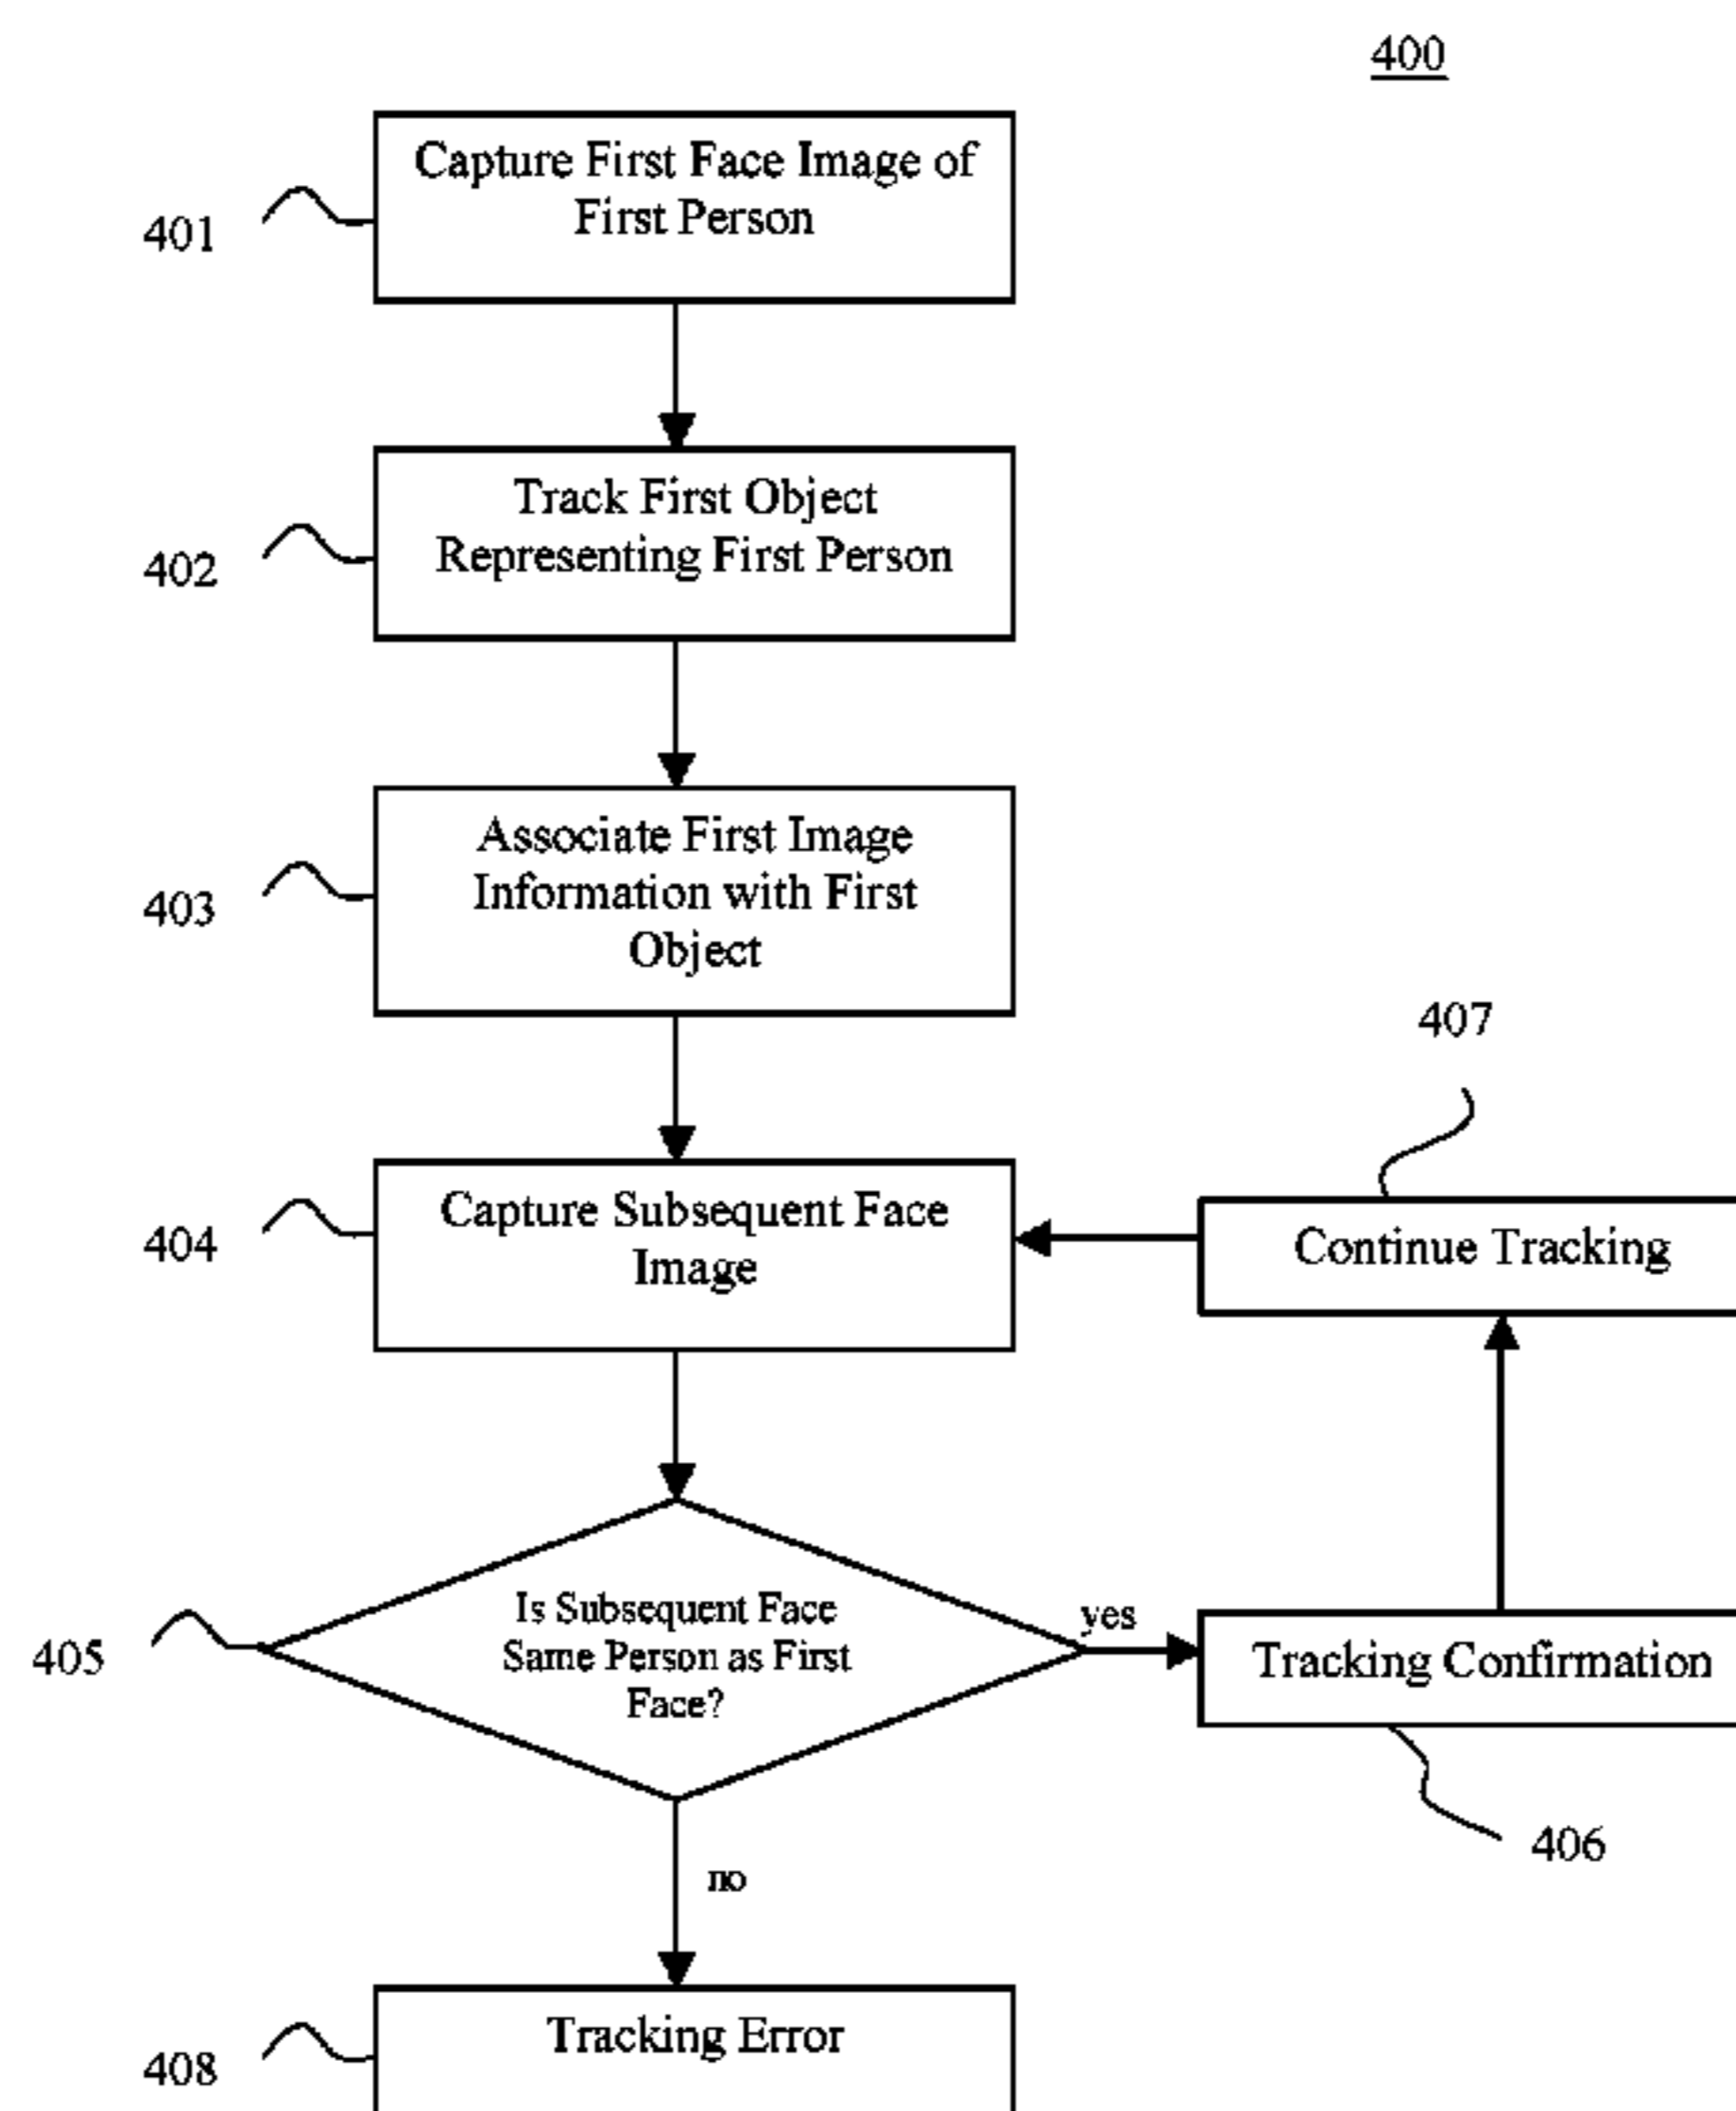 400
Capture First Face Image of
First Person
401
Track First Object
Representing First Person
402
Associate First Image
Information with First
Object
403
407
Capture Subsequent Face
Image
404
Continue Tracking
Is Subsequent Face
Same Person as First
Face?
405
yes
Tracking Confirmation
406
no
Tracking Error
408